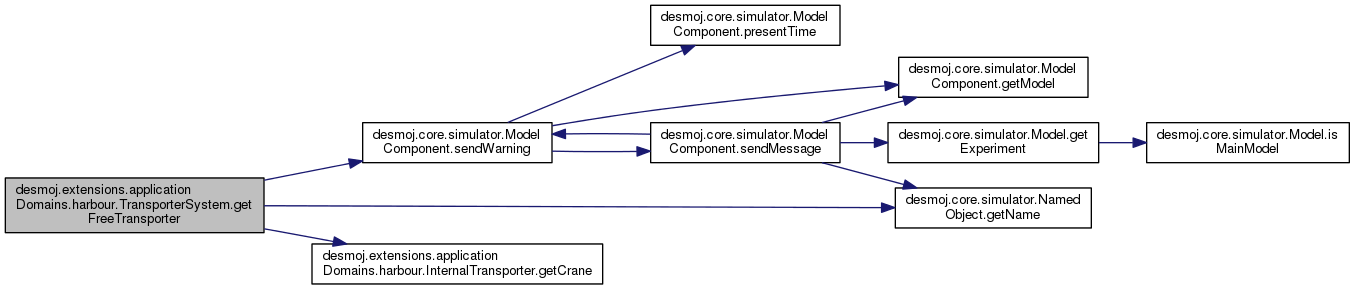 desmoj.core.simulator.Model
Component.presentTime
desmoj.core.simulator.Model
Component.getModel
desmoj.core.simulator.Model
Component.sendWarning
desmoj.core.simulator.Model
Component.sendMessage
desmoj.core.simulator.Model.get
Experiment
desmoj.core.simulator.Model.is
MainModel
desmoj.extensions.application
Domains.harbour.TransporterSystem.get
FreeTransporter
desmoj.core.simulator.Named
Object.getName
desmoj.extensions.application
Domains.harbour.InternalTransporter.getCrane